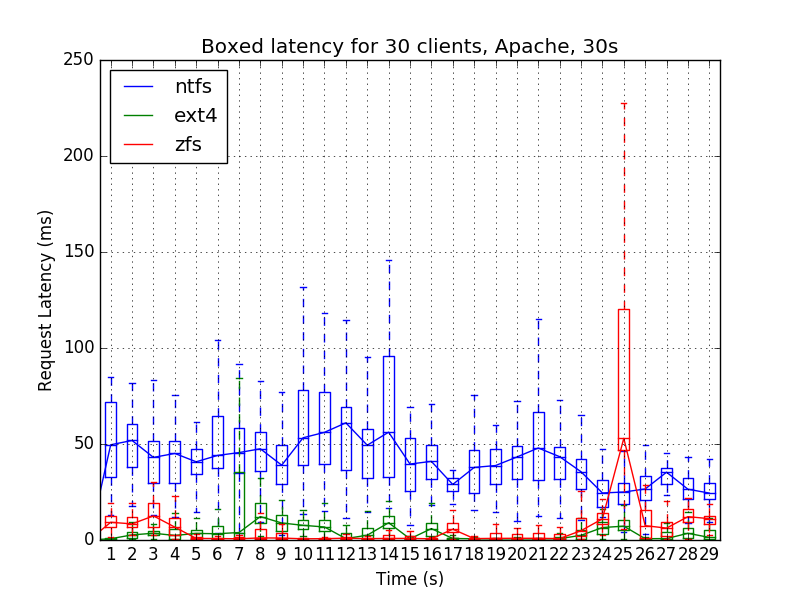 Boxed latency for 30 clients, Apache, 30s
250
200
150
100
50
0
Request Latency (ms)
ntfs
ext4
zfs
1 2 3 4 5 6 7 8 9 10 11 12 13 14 15 16 17 18 19 20 21 22 23 24 25 26 27 28 29
Time (s)